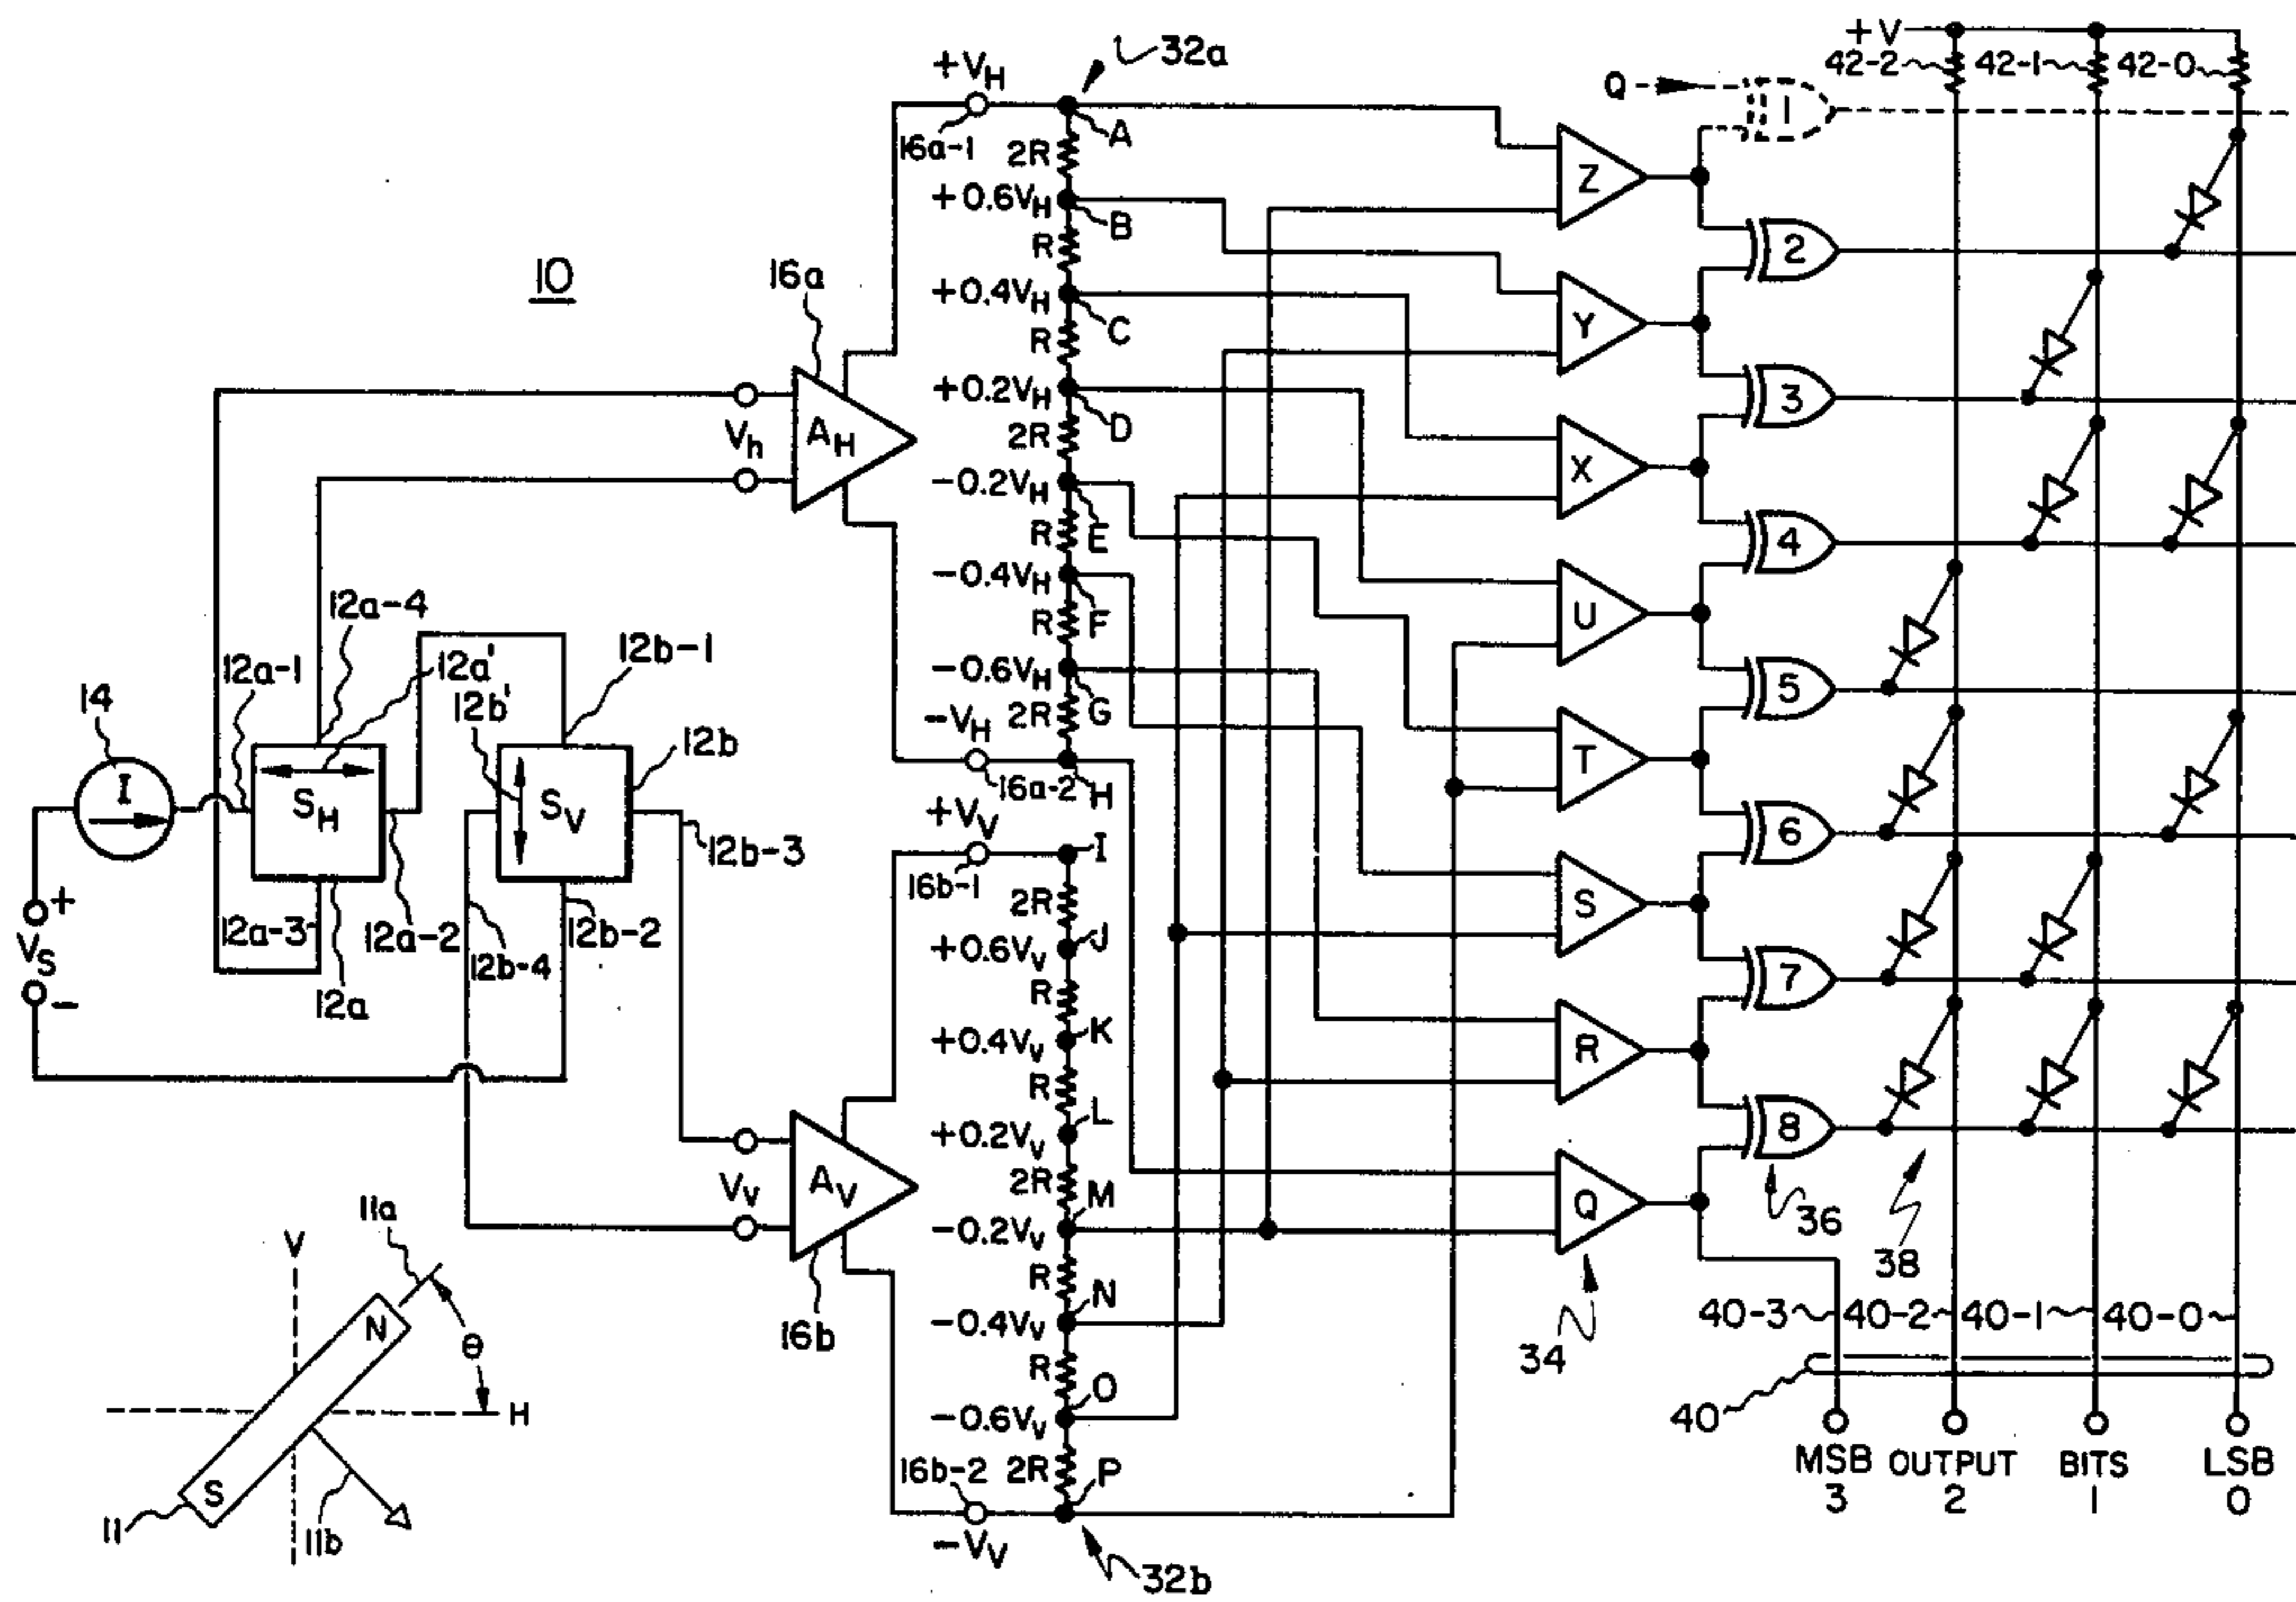 10
+V
42-2
42-1
42-0
Q
1
+VH
32a
16a-1
A
2R
+0.6VH
B
R
+0.4VH
C
R
+0.2VH
D
2R
-0.2VH
E
R
-0.4VH
F
R
-0.6VH
G
2R
-VH
16a-2
H
+VV
I
16b-1
2R
+0.6Vv
J
R
+0.4Vv
K
R
+0.2Vv
L
2R
-0.2Vv
M
R
-0.4Vv
N
R
-0.6Vv
O
16b-2
2R
P
-VV
32b
16a
AH
Vh
AV
Vv
16b
14
I
+
VS
-
12a-1
12a-4
12a'
12b'
12b-1
SH
SV
12b
12b-3
12a-3
12a-2
12a
12b-4
12b-2
V
11a
N
θ
H
S
11
11b
Z
Y
X
U
T
S
R
Q
34
2
3
4
5
6
7
8
36
38
40-3
40-2
40-1
40-0
40
MSB OUTPUT BITS LSB
3 2 1 0